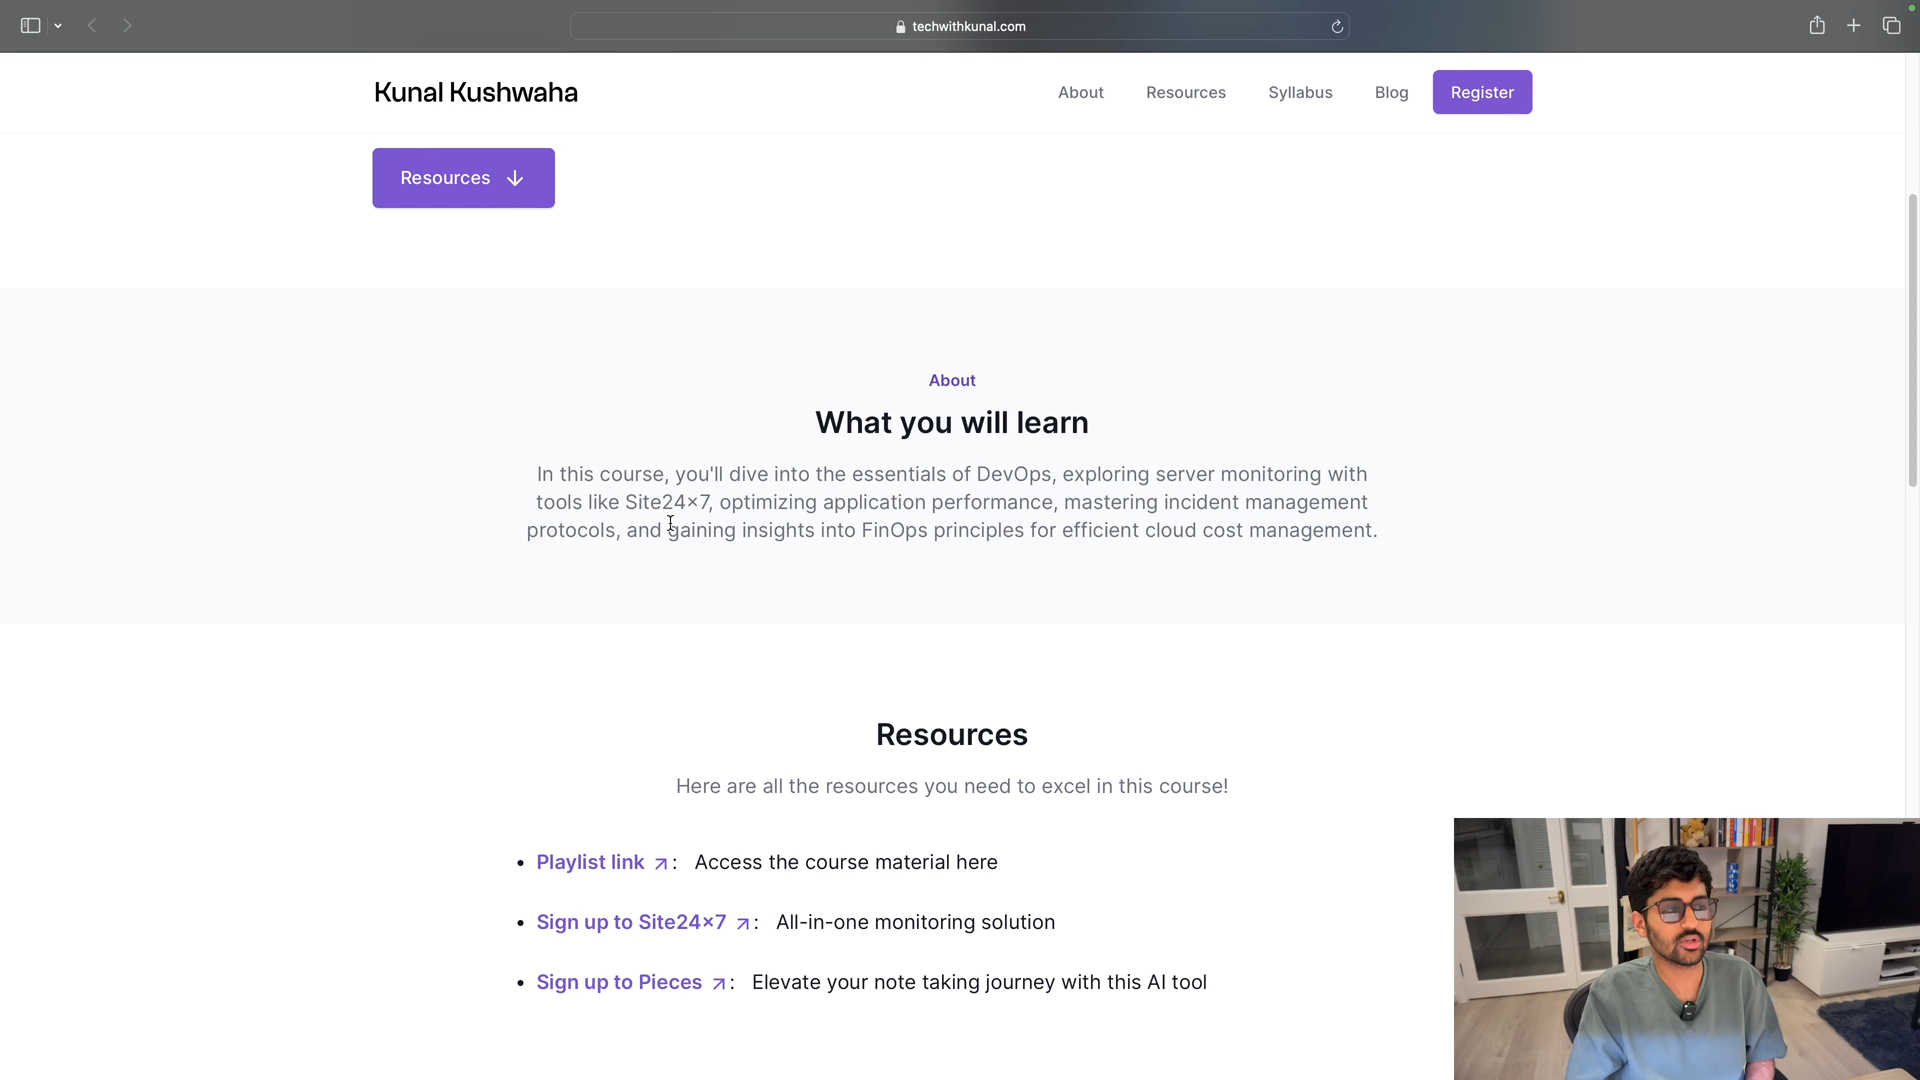 techwithkunal.com
Kunal Kushwaha
About
Resources
Syllabus
Blog
Register
Resources
About
What you will learn
In this course, you'll dive into the essentials of DevOps, exploring server monitoring with
tools like Site24×7, optimizing application performance, mastering incident management
protocols, and gaining insights into FinOps principles for efficient cloud cost management.
Resources
Here are all the resources you need to excel in this course!
• Playlist link ↗: Access the course material here
• Sign up to Site24×7 ↗: All-in-one monitoring solution
• Sign up to Pieces ↗: Elevate your note taking journey with this AI tool